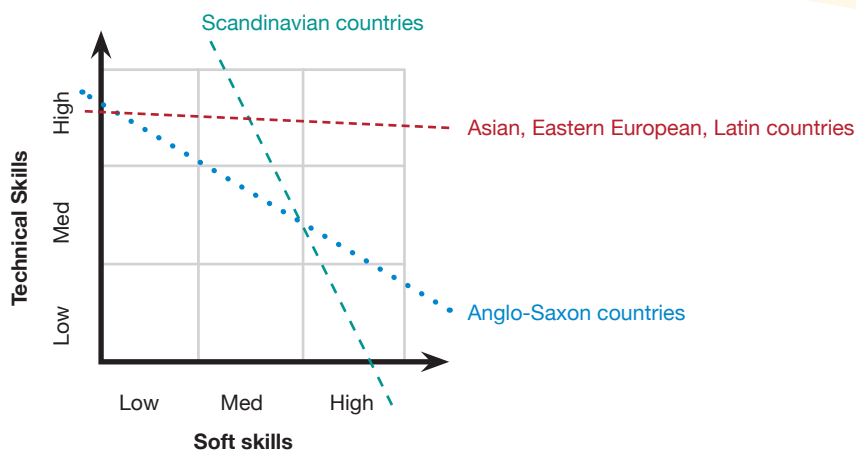 Scandinavian countries
Technical Skills
High
Med
Low
Asian, Eastern European, Latin countries
Anglo-Saxon countries
Low
Med
High
Soft skills